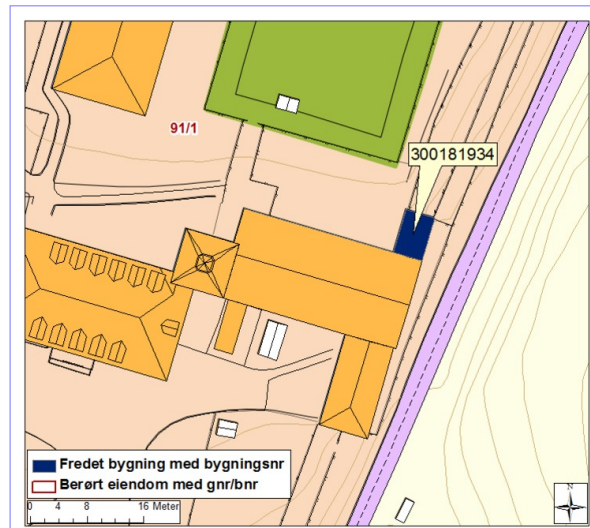 91/1
300181934
Fredet bygning med bygningsnr
Berørt eiendom med gnr/bnr
0 4 8 16 Meter
N